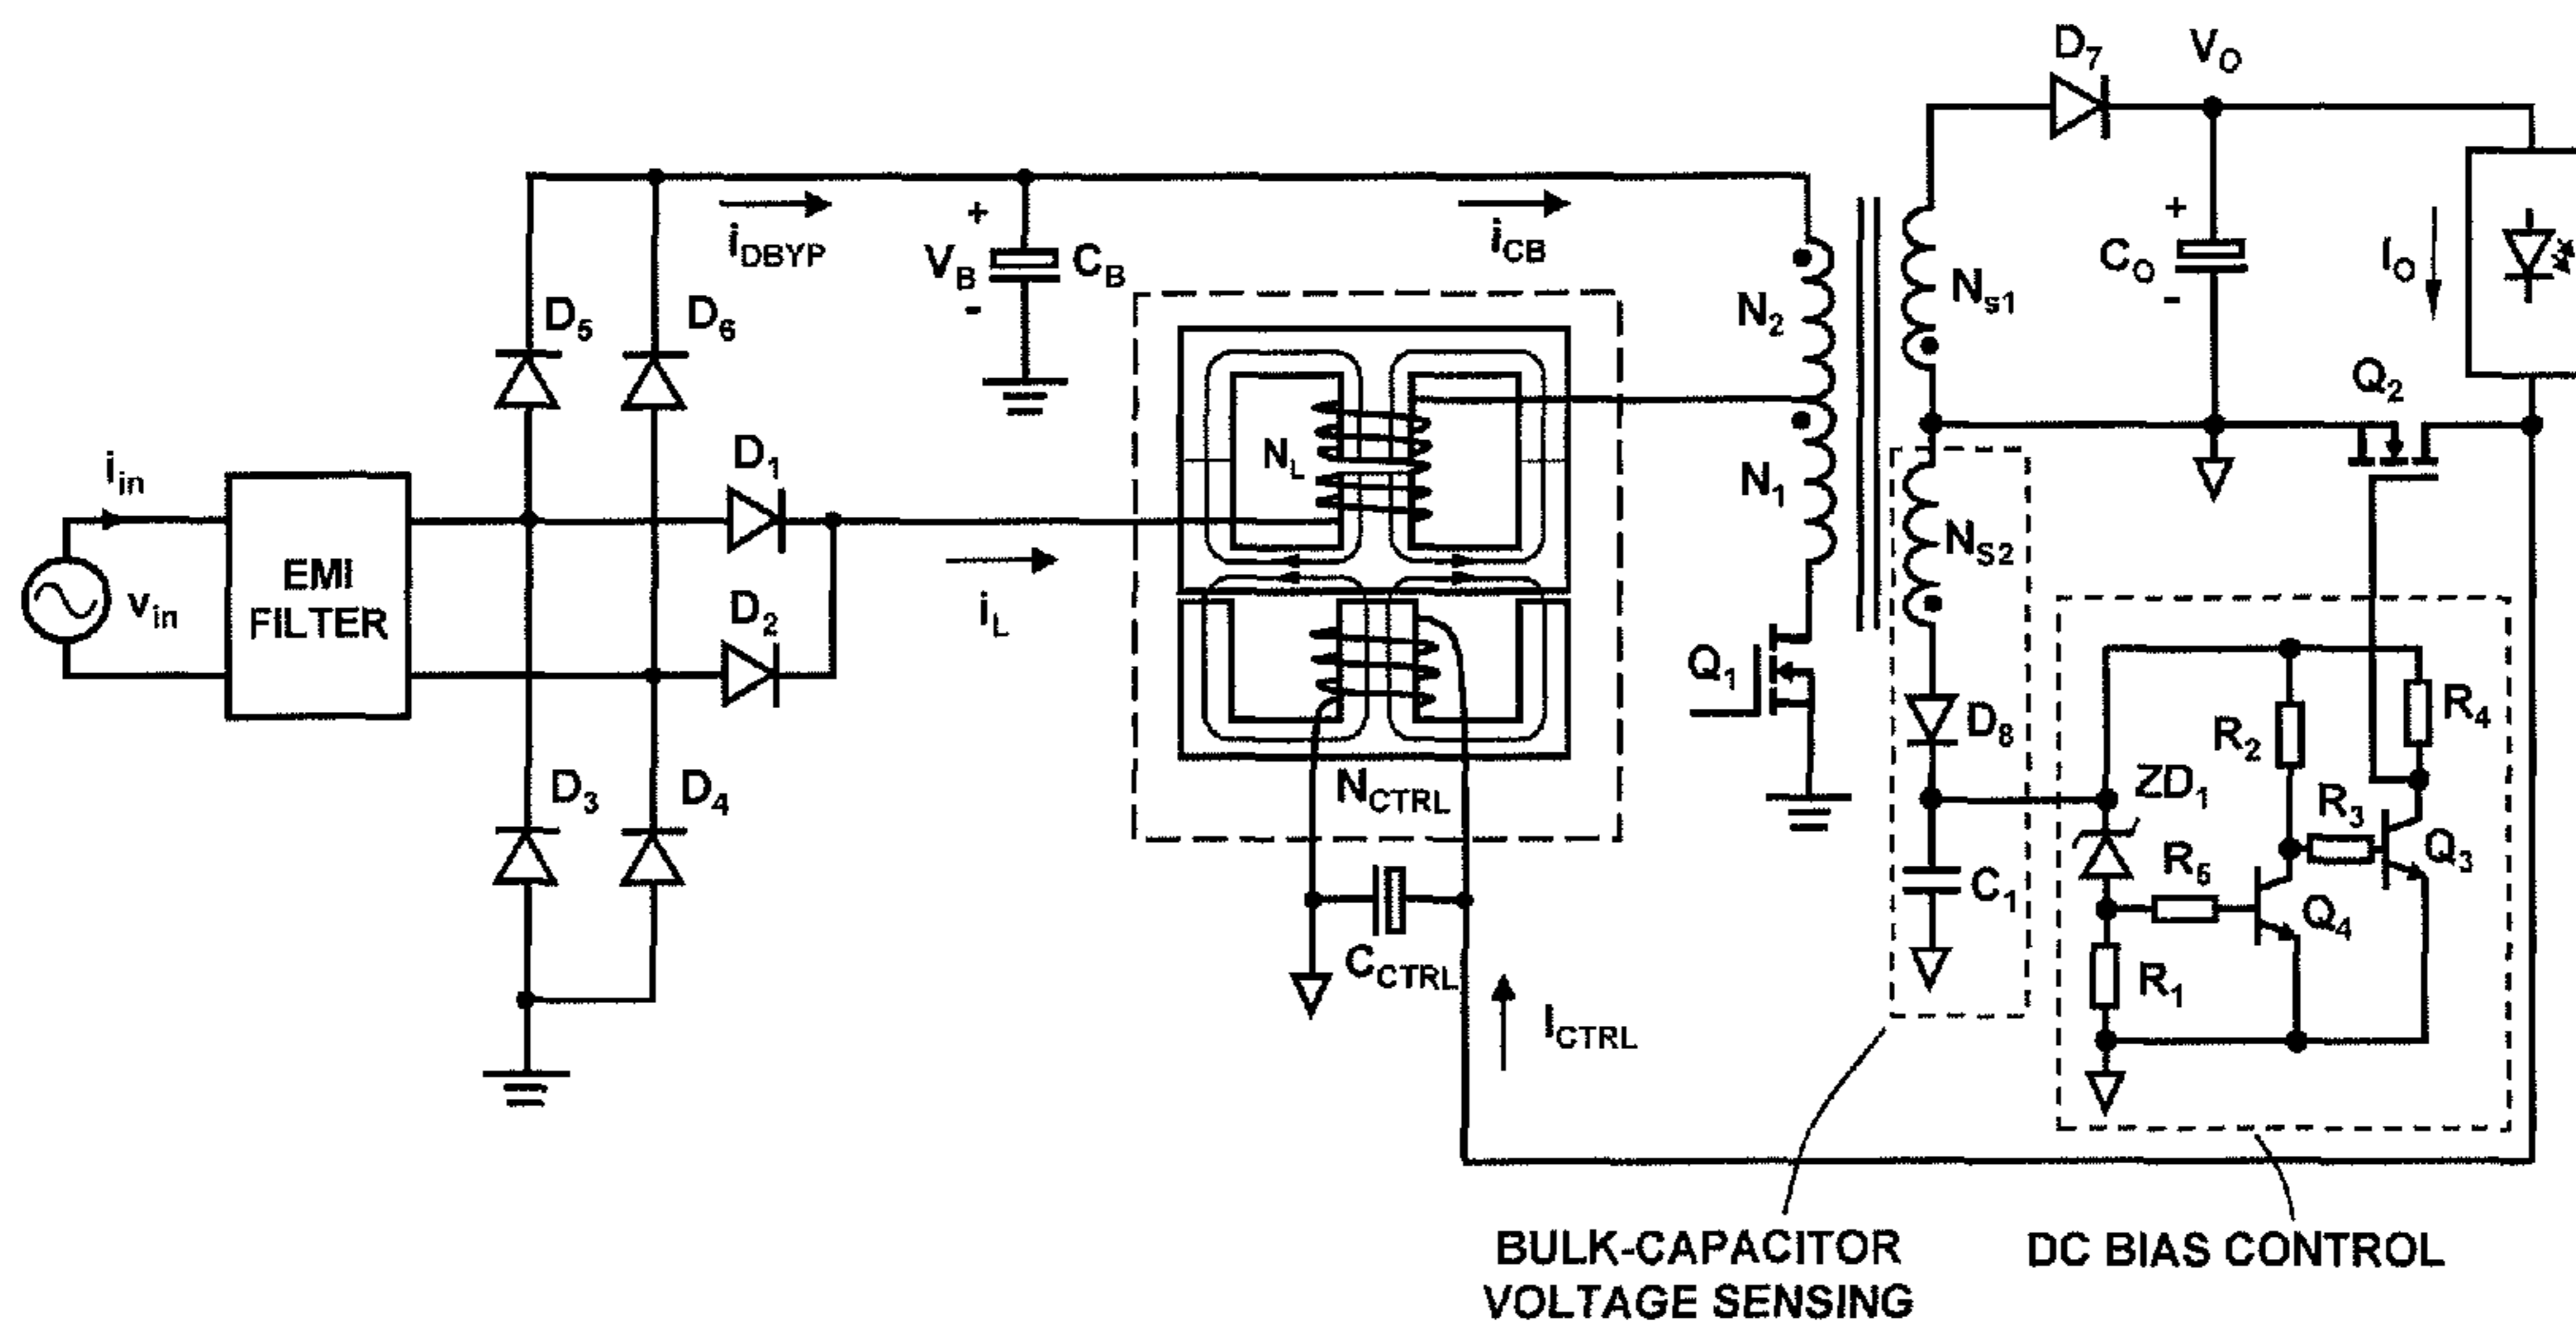 D7
VO
iDBYP
+
VB
-
CB
iCB
N2
Ns1
+
CO
-
IO
D5
D6
Q2
iin
D1
NL
N1
NS2
EMI
FILTER
vin
D2
iL
Q1
D8
R2
R4
D3
D4
NCTRL
ZD1
R3
Q3
R5
C1
Q4
CCTRL
R1
ICTRL
BULK-CAPACITOR
VOLTAGE SENSING
DC BIAS CONTROL